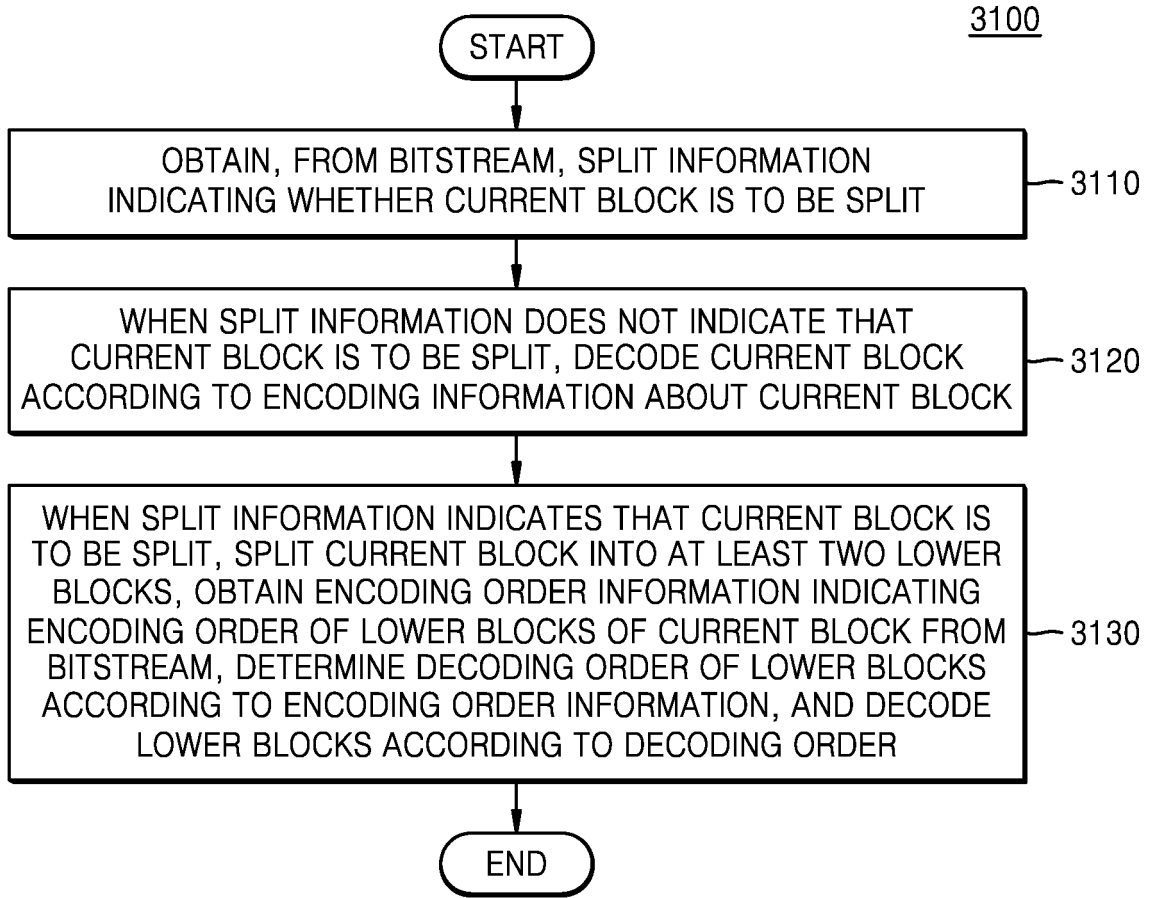 3100
START
OBTAIN, FROM BITSTREAM, SPLIT INFORMATION
INDICATING WHETHER CURRENT BLOCK IS TO BE SPLIT
3110
WHEN SPLIT INFORMATION DOES NOT INDICATE THAT
CURRENT BLOCK IS TO BE SPLIT, DECODE CURRENT BLOCK
ACCORDING TO ENCODING INFORMATION ABOUT CURRENT BLOCK
3120
WHEN SPLIT INFORMATION INDICATES THAT CURRENT BLOCK IS
TO BE SPLIT, SPLIT CURRENT BLOCK INTO AT LEAST TWO LOWER
BLOCKS, OBTAIN ENCODING ORDER INFORMATION INDICATING
ENCODING ORDER OF LOWER BLOCKS OF CURRENT BLOCK FROM
BITSTREAM, DETERMINE DECODING ORDER OF LOWER BLOCKS
ACCORDING TO ENCODING ORDER INFORMATION, AND DECODE
LOWER BLOCKS ACCORDING TO DECODING ORDER
3130
END